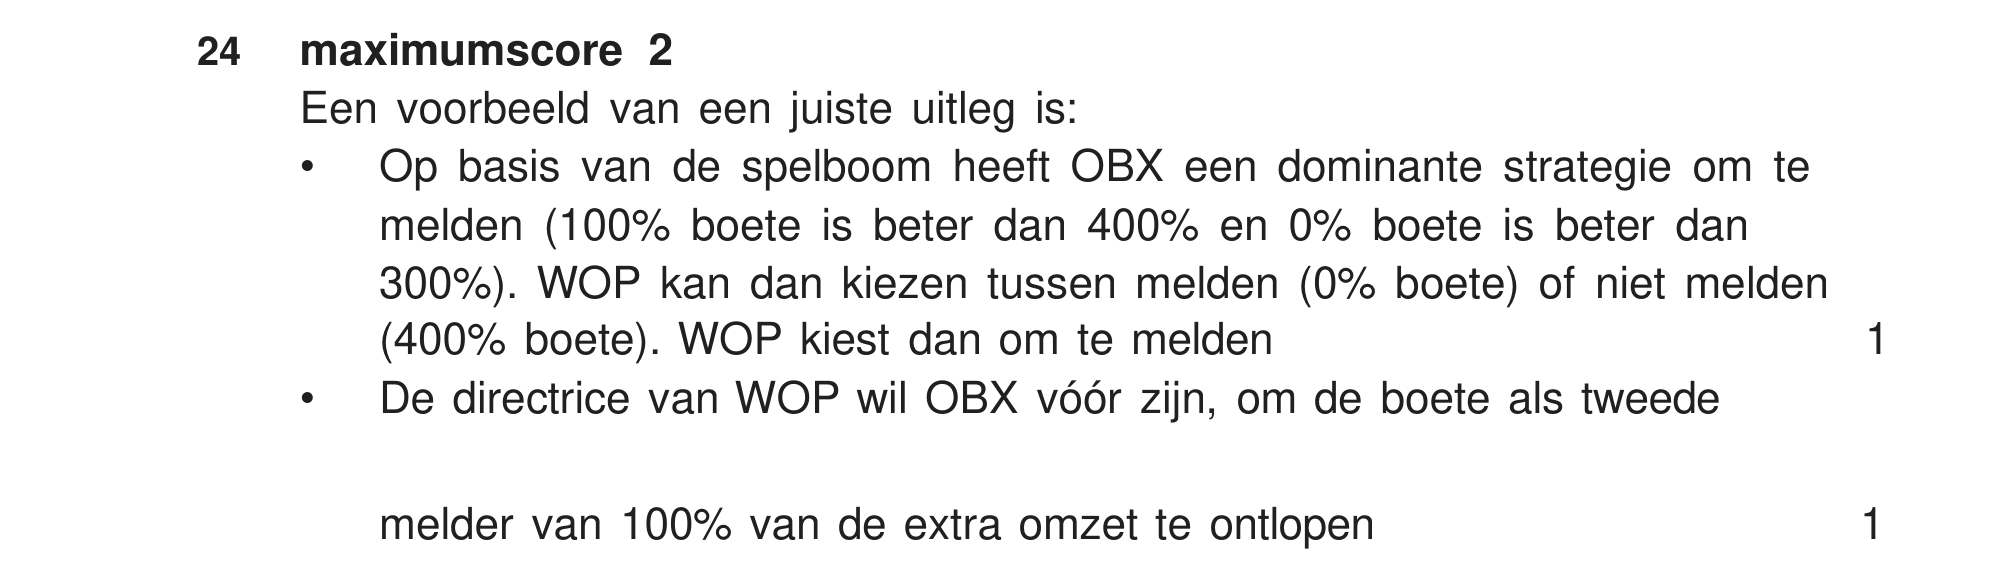 24 maximumscore 2
Een voorbeeld van een juiste uitleg is:
• Op basis van de spelboom heeft OBX een dominante strategie om te
melden (100% boete is beter dan 400% en 0% boete is beter dan
300%). WOP kan dan kiezen tussen melden (0% boete) of niet melden
(400% boete). WOP kiest dan om te melden 1
• De directrice van WOP wil OBX vóór zijn, om de boete als tweede
melder van 100% van de extra omzet te ontlopen 1